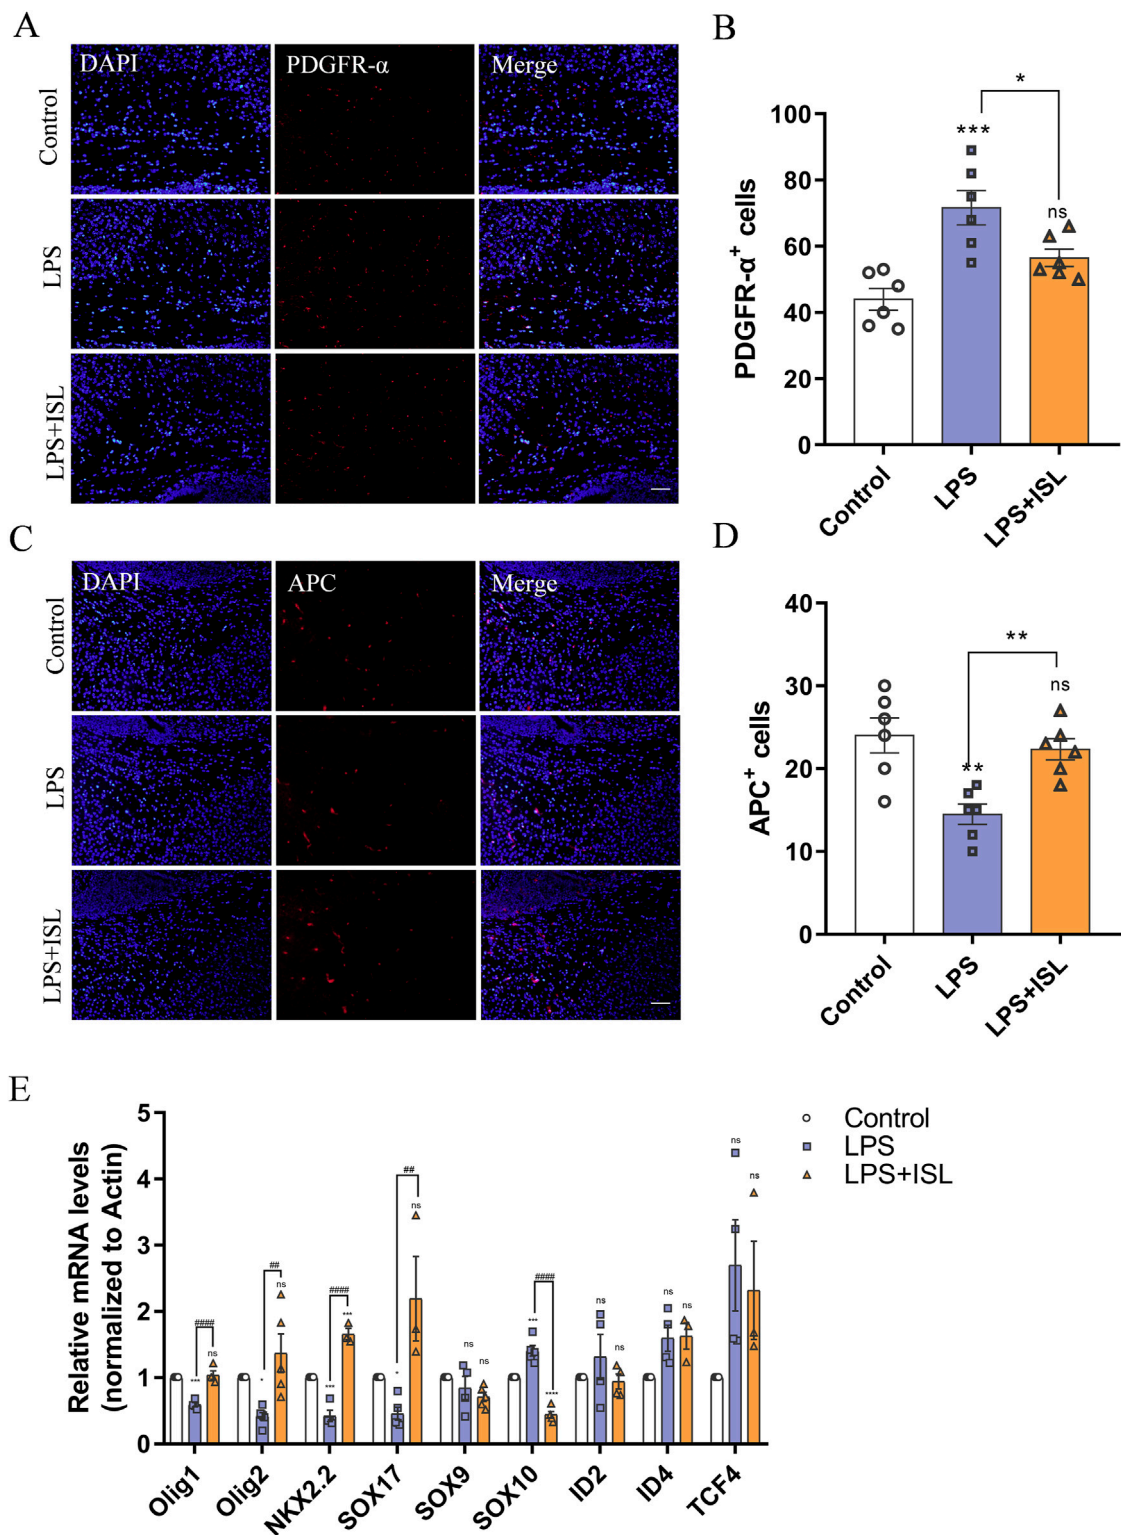 A
DAPI
PDGFR-α
Merge
Control
LPS
LPS+ISL
B
PDGFR-α+ cells
100
80
60
40
20
0
***
*
ns
Control
LPS
LPS+ISL
C
DAPI
APC
Merge
Control
LPS
LPS+ISL
D
APC+ cells
40
30
20
10
0
**
**
ns
Control
LPS
LPS+ISL
E
Relative mRNA levels
(normalized to Actin)
5
4
3
2
1
0
Control
LPS
LPS+ISL
***
####
ns
*
##
ns
***
####
***
*
##
ns
ns
ns
***
####
****
ns
ns
ns
ns
ns
ns
Olig1
Olig2
NKX2.2
SOX17
SOX9
SOX10
ID2
ID4
TCF4